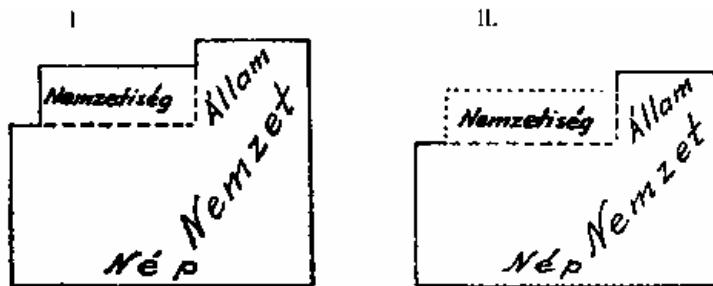 I
II.
Nemzetiség
Állam
Nemzet
Nép
Nemzetiség
Állam
Nemzet
Nép